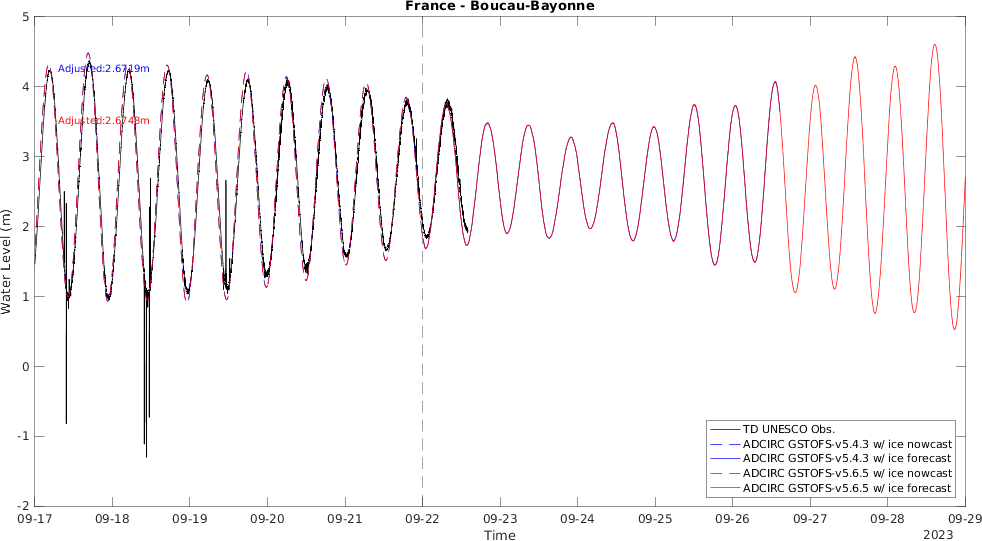 France - Boucau-Bayonne
5
4
3
2
1
0
-1
-2
Water Level (m)
Adjusted:2.6719m
Adjusted:2.6748m
TD UNESCO Obs.
ADCIRC GSTOFS-v5.4.3 w/ ice nowcast
ADCIRC GSTOFS-v5.4.3 w/ ice forecast
ADCIRC GSTOFS-v5.6.5 w/ ice nowcast
ADCIRC GSTOFS-v5.6.5 w/ ice forecast
09-17 09-18 09-19 09-20 09-21 09-22 09-23 09-24 09-25 09-26 09-27 09-28 09-29
Time
2023